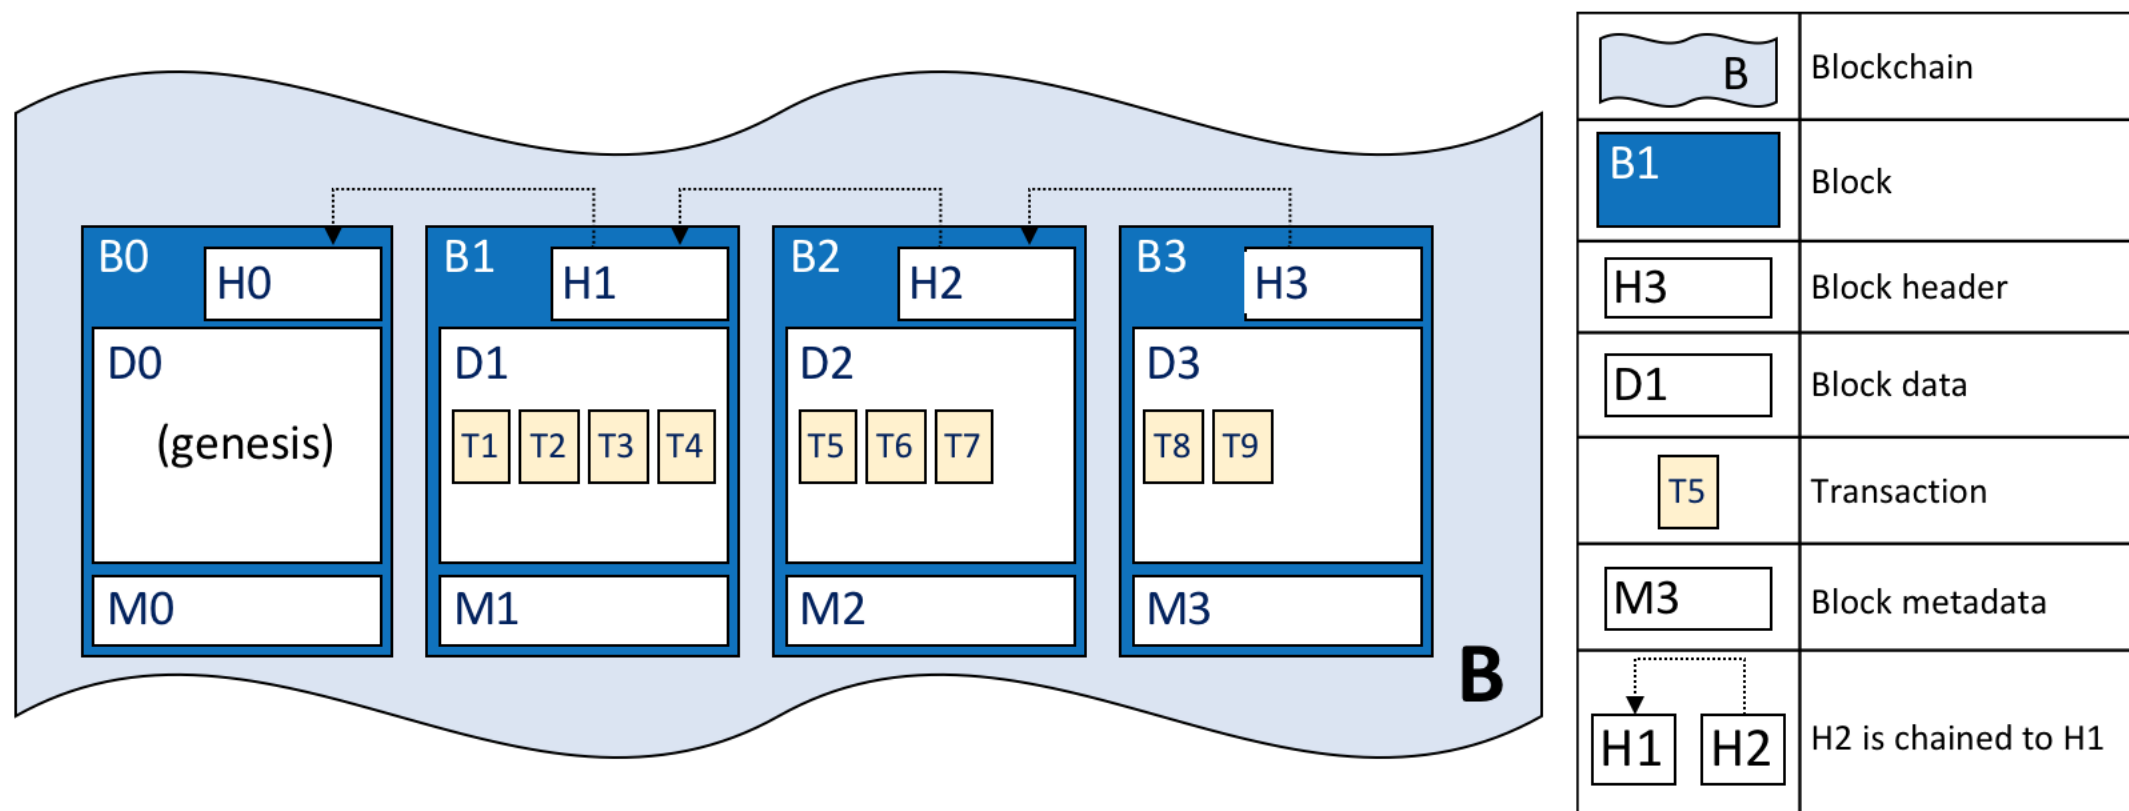 B0
H0
D0
(genesis)
M0
B1
H1
D1
T1 T2 T3 T4
M1
B2
H2
D2
T5 T6 T7
M2
B3
H3
D3
T8 T9
M3
B
B
Blockchain
B1
Block
H3
Block header
D1
Block data
T5
Transaction
M3
Block metadata
H1 H2
H2 is chained to H1